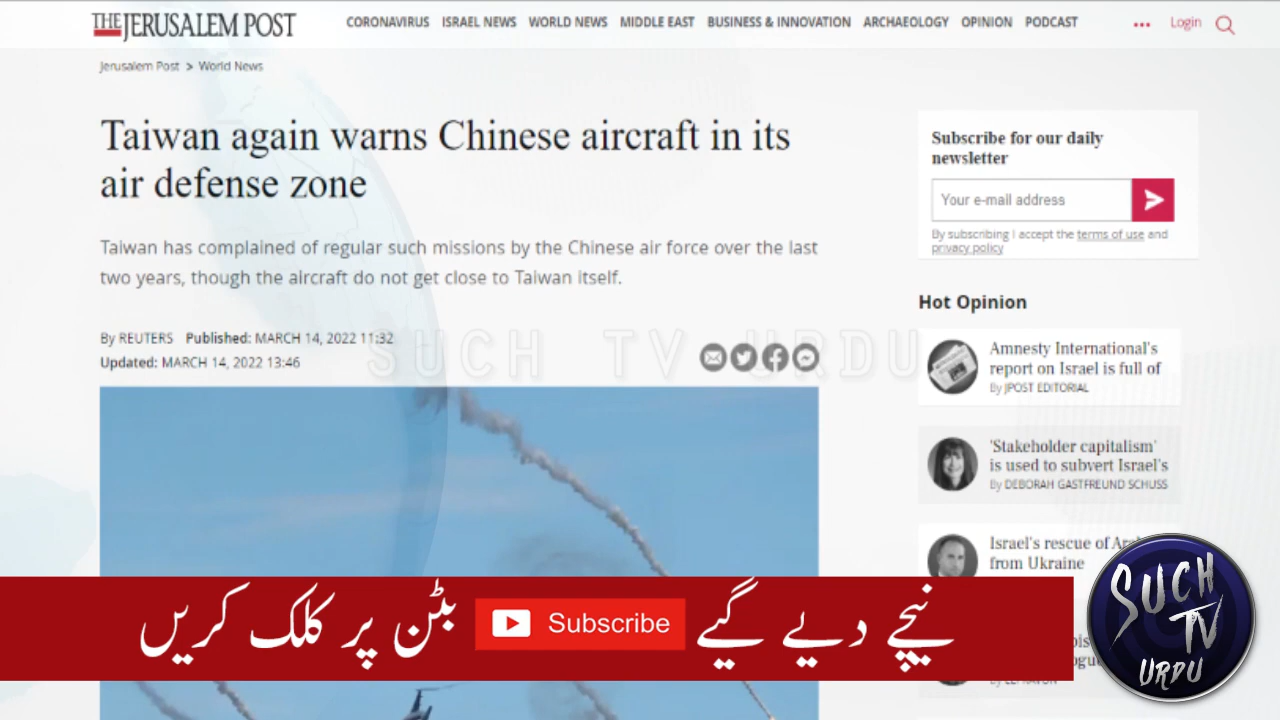 THE JERUSALEM POST
CORONAVIRUS ISRAEL NEWS WORLD NEWS MIDDLE EAST BUSINESS & INNOVATION ARCHAEOLOGY OPINION PODCAST
... Login
Jerusalem Post > World News
Taiwan again warns Chinese aircraft in its
air defense zone
Taiwan has complained of regular such missions by the Chinese air force over the last
two years, though the aircraft do not get close to Taiwan itself.
By REUTERS Published: MARCH 14, 2022 11:32
Updated: MARCH 14, 2022 13:46
SUCH TV URDU
Subscribe for our daily
newsletter
Your e-mail address
By subscribing I accept the terms of use and
privacy policy
Hot Opinion
Amnesty International's
report on Israel is full of
By JPOST EDITORIAL
'Stakeholder capitalism'
is used to subvert Israel's
By DEBORAH GASTFREUND SCHUSS
Israel's rescue of
from Ukraine
نیچے دیے گیے Subscribe بٹن پر کلک کریں
SUCH
TV
URDU